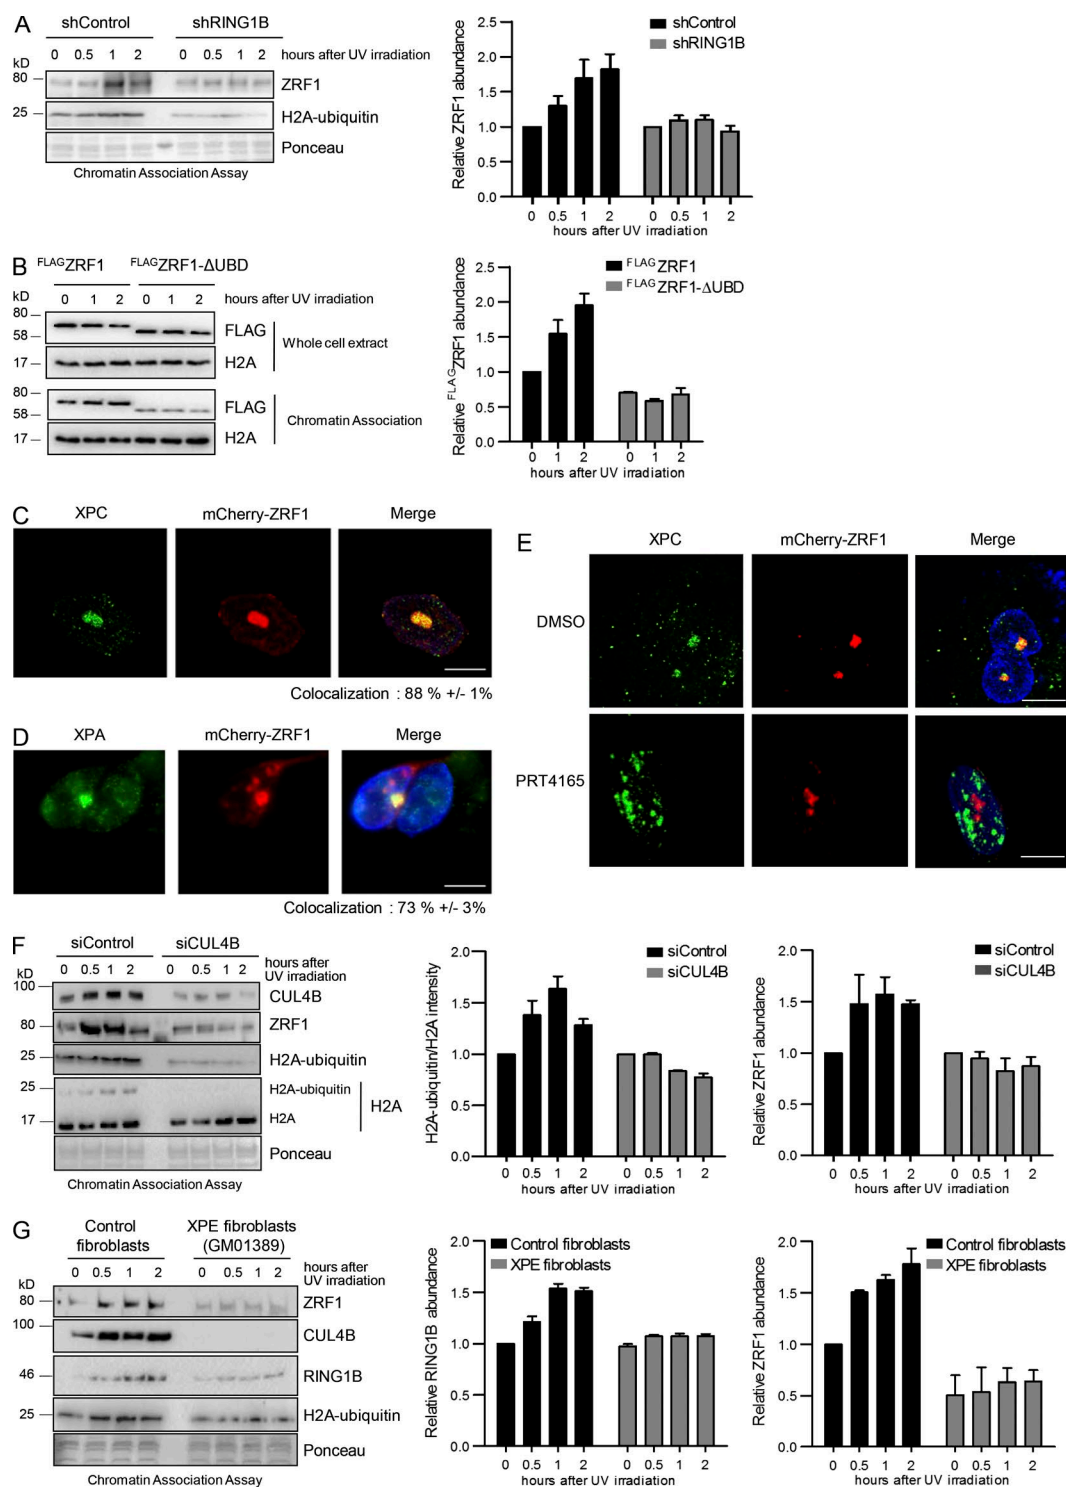 A
shControl shRING1B
0 0.5 1 2 0 0.5 1 2 hours after UV irradiation
kD
80
ZRF1
25
H2A-ubiquitin
Ponceau
Chromatin Association Assay
shControl
shRING1B
Relative ZRF1 abundance
2.5
2.0
1.5
1.0
1.5
0.0
0 0.5 1 2 0 0.5 1 2
hours after UV irradiation
B
FLAGZRF1 FLAGZRF1-ΔUBD
0 1 2 0 1 2 hours after UV irradiation
kD
80
58
FLAG
17
H2A
Whole cell extract
80
58
FLAG
17
H2A
Chromatin Association
FLAGZRF1
FLAGZRF1-ΔUBD
Relative FLAGZRF1 abundance
2.5
2.0
1.5
1.0
0.5
0.0
0 1 2 0 1 2
hours after UV irradiation
C
XPC mCherry-ZRF1 Merge
Colocalization : 88 % +/- 1%
D
XPA mCherry-ZRF1 Merge
Colocalization : 73 % +/- 3%
E
XPC mCherry-ZRF1 Merge
DMSO
PRT4165
F
siControl siCUL4B
0 0.5 1 2 0 0.5 1 2 hours after
UV irradiation
kD
100
CUL4B
80
ZRF1
25
H2A-ubiquitin
25
H2A-ubiquitin
17
H2A
H2A
Ponceau
Chromatin Association Assay
siControl
siCUL4B
H2A-ubiquitin/H2A intensity
2.0
1.5
1.0
0.5
0.0
0 0.5 1 2 0 0.5 1 2
hours after UV irradiation
siControl
siCUL4B
Relative ZRF1 abundance
2.0
1.5
1.0
0.5
0.0
0 0.5 1 2 0 0.5 1 2
hours after UV irradiation
G
Control
fibroblasts
XPE fibroblasts
(GM01389)
0 0.5 1 2 0 0.5 1 2 hours after
UV irradiation
kD
80
ZRF1
100
CUL4B
46
RING1B
25
H2A-ubiquitin
Ponceau
Chromatin Association Assay
Control fibroblasts
XPE fibroblasts
Relative RING1B abundance
2.0
1.5
1.0
0.5
0.0
0 0.5 1 2 0 0.5 1 2
hours after UV irradiation
Control fibroblasts
XPE fibroblasts
Relative ZRF1 abundance
2.0
1.5
1.0
0.5
0.0
0 0.5 1 2 0 0.5 1 2
hours after UV irradiation